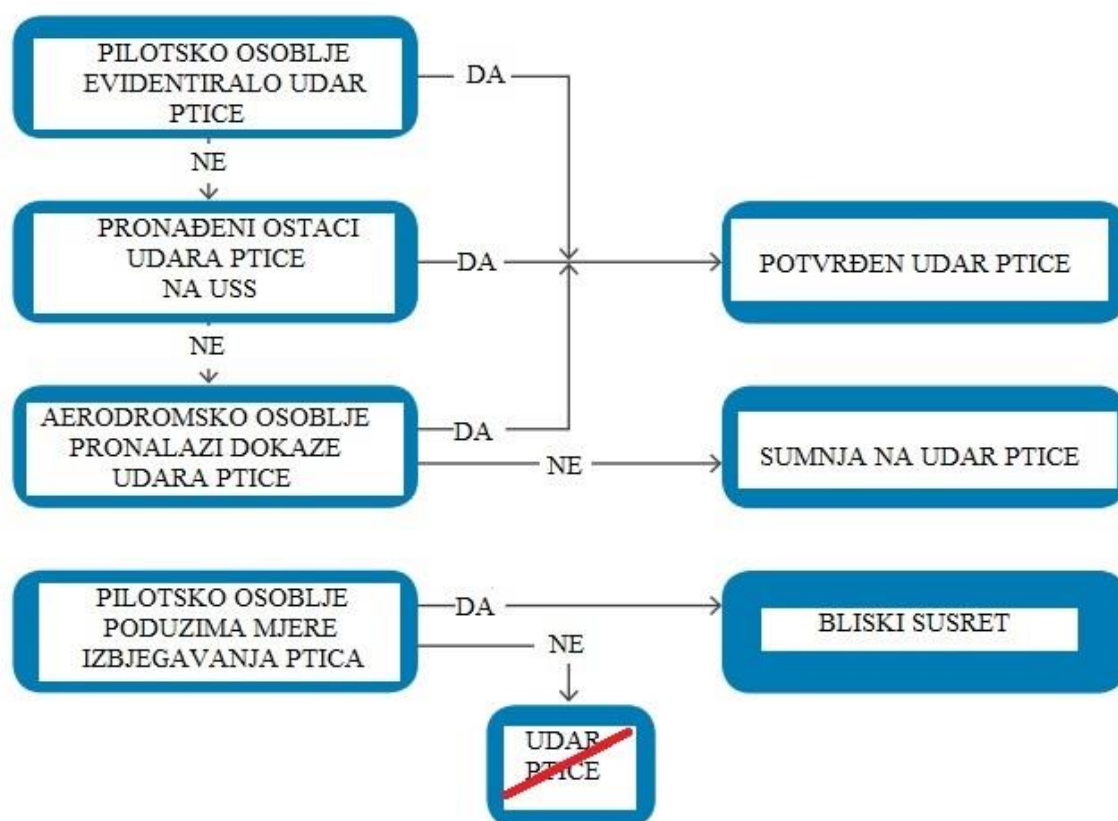 PILOTSKO OSOBLJE
EVIDENTIRALO UDAR
PTICE
DA
NE
PRONAĐENI OSTACI
UDARA PTICE
NA USS
DA
POTVRĐEN UDAR PTICE
NE
AERODROMSKO OSOBLJE
PRONALAZI DOKAZE
UDARA PTICE
DA
NE
SUMNJA NA UDAR PTICE
PILOTSKO OSOBLJE
PODUZIMA MJERE
IZBJEGAVANJA PTICA
DA
BLISKI SUSRET
NE
UDAR
PTICE